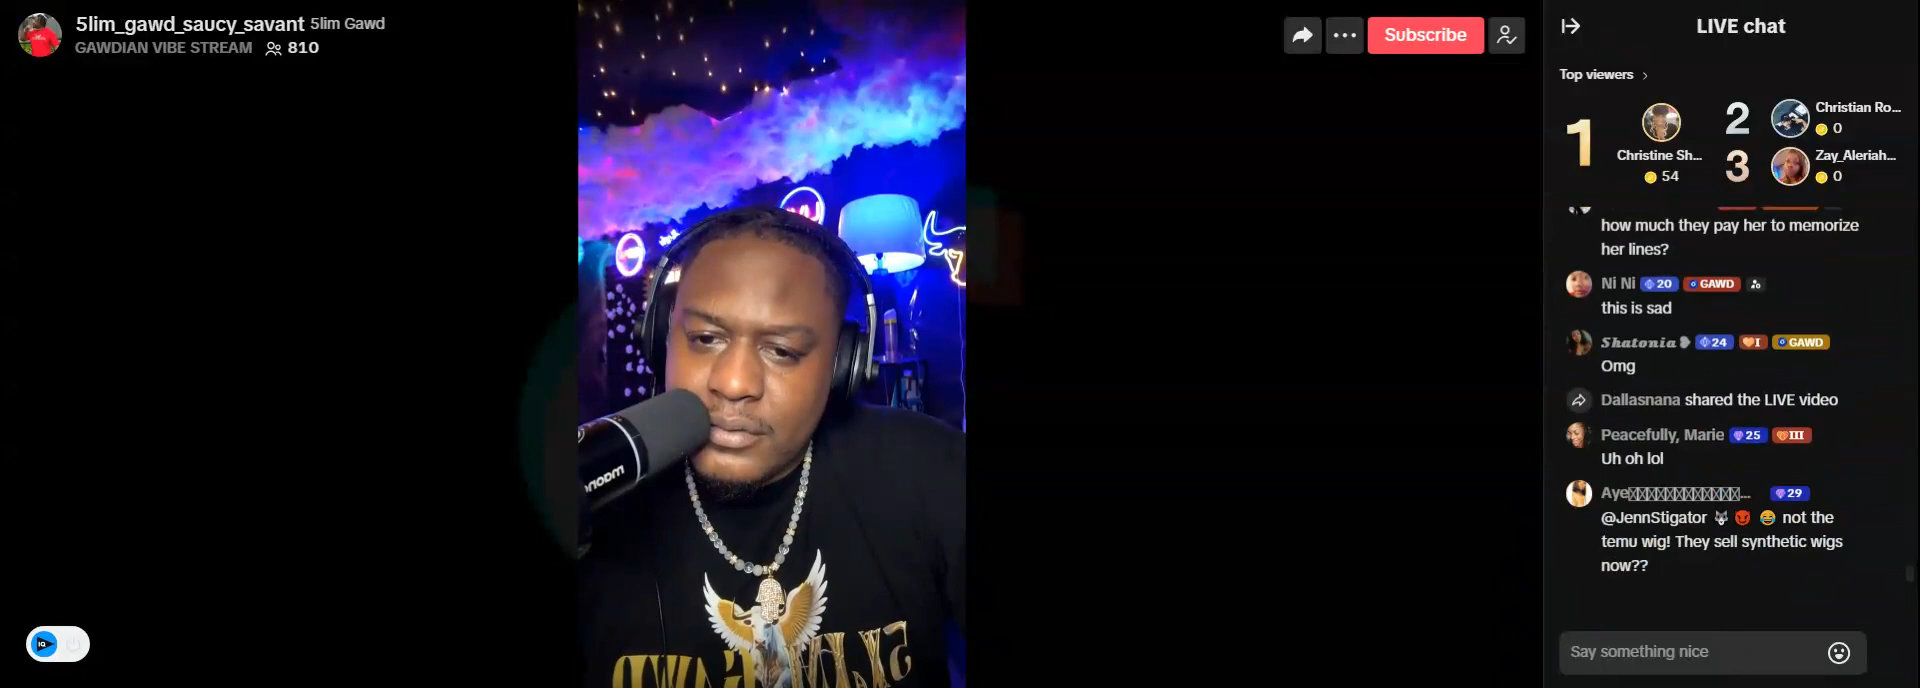 5lim_gawd_saucy_savant 5lim Gawd
GAWDIAN VIBE STREAM 810
Subscribe
LIVE chat
Top viewers
1
Christine Sh...
54
2
Christian Ro...
0
3
Zay_Aleriah...
0
how much they pay her to memorize
her lines?
Ni Ni 20 GAWD
this is sad
Shatonia 24 I GAWD
Omg
Dallasnana shared the LIVE video
Peacefully, Marie 25 III
Uh oh lol
Aye... 29
@JennStigator 🐺 😈 😂 not the
temu wig! They sell synthetic wigs
now??
Say something nice
maono